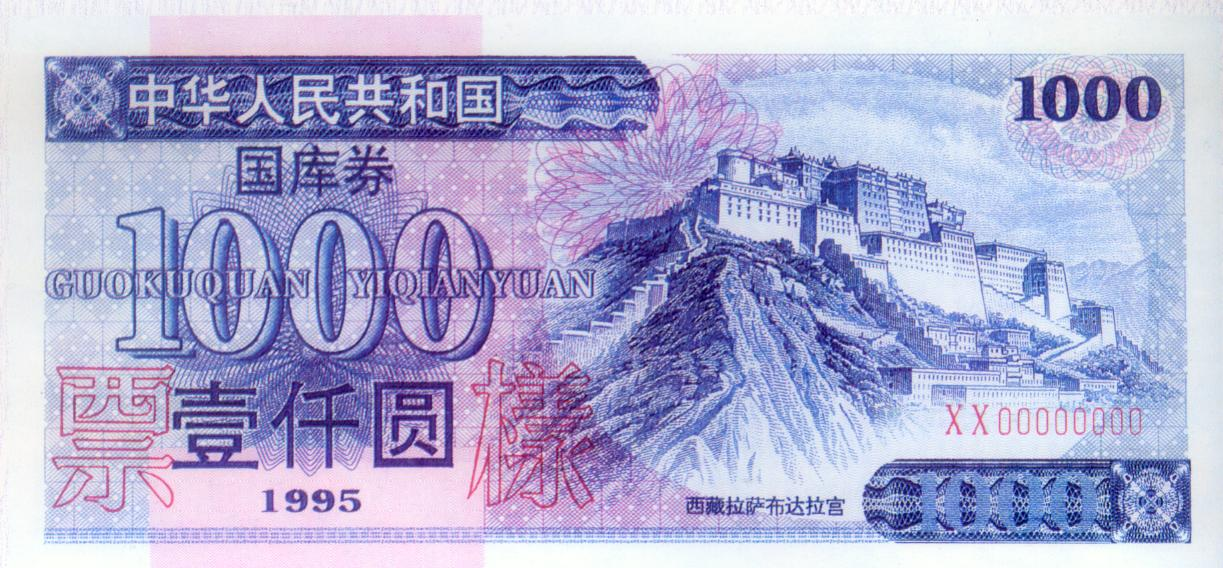 中华人民共和国
1000
国库券
1000
GUOKUQUAN YIQIANYUAN
票 壹仟圆 樣
XX00000000
1995
西藏拉萨布达拉宫
1000